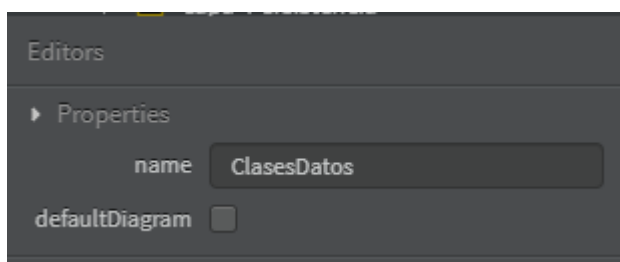 Editors
Properties
name ClasesDatos
defaultDiagram